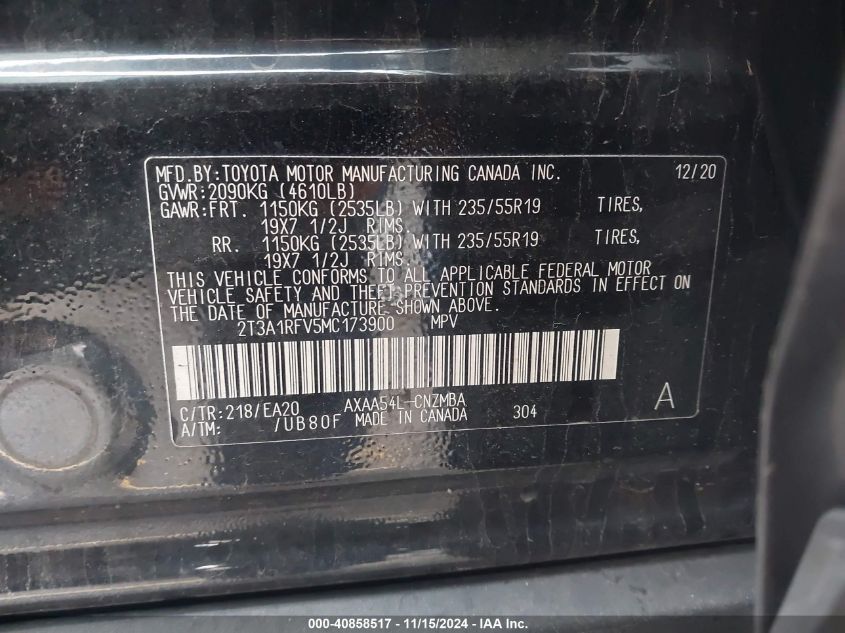 MFD.BY:TOYOTA MOTOR MANUFACTURING CANADA INC. 12/20
GVWR:2090KG (4610LB)
GAWR:FRT. 1150KG (2535LB) WITH 235/55R19 TIRES,
19X7 1/2J RIMS.
RR. 1150KG (2535LB) WITH 235/55R19 TIRES,
19X7 1/2J RIMS.
THIS VEHICLE CONFORMS TO ALL APPLICABLE FEDERAL MOTOR
VEHICLE SAFETY AND THEFT PREVENTION STANDARDS IN EFFECT ON
THE DATE OF MANUFACTURE SHOWN ABOVE.
2T3A1RFV5MC173900 MPV
C/TR:218/EA20 AXAA54L-CNZMBA A
A/TM: /UB80F MADE IN CANADA 304
000-40858517 - 11/15/2024 - IAA Inc.